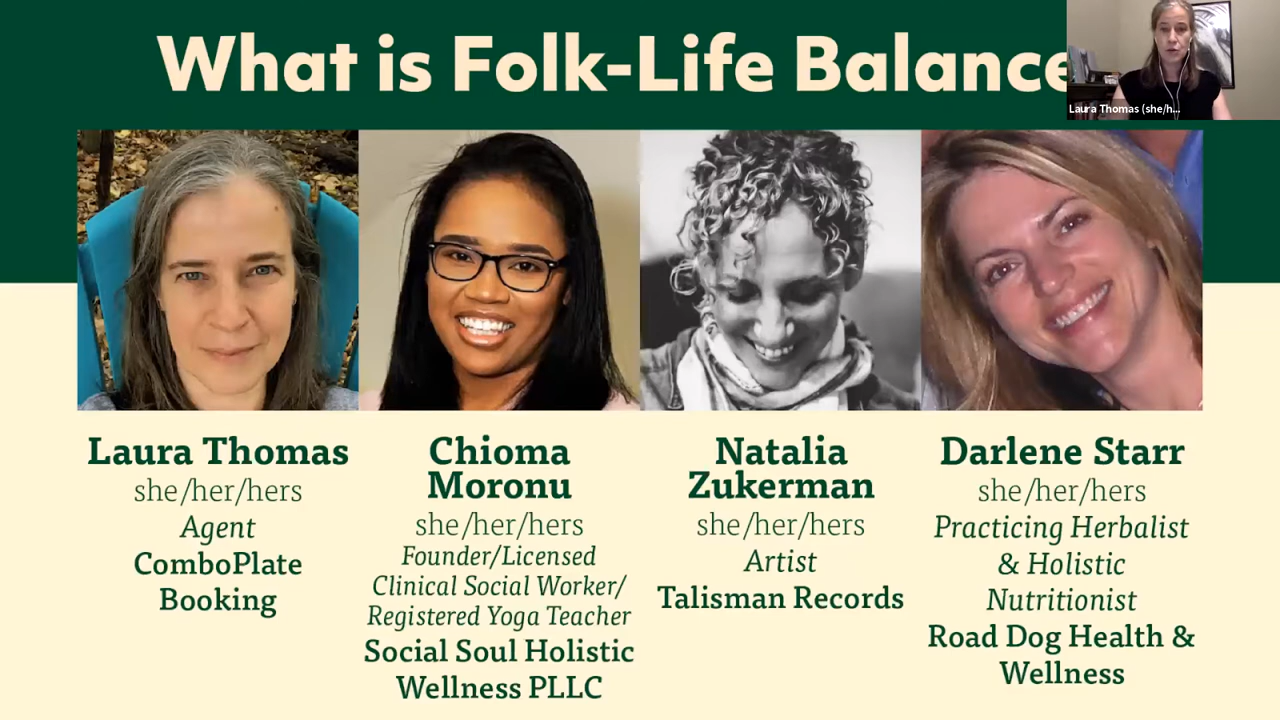 What is Folk-Life Balance
Laura Thomas (she/h...
Laura Thomas
she/her/hers
Agent
ComboPlate
Booking
Chioma
Moronu
she/her/hers
Founder/Licensed
Clinical Social Worker/
Registered Yoga Teacher
Social Soul Holistic
Wellness PLLC
Natalia
Zukerman
she/her/hers
Artist
Talisman Records
Darlene Starr
she/her/hers
Practicing Herbalist
& Holistic
Nutritionist
Road Dog Health &
Wellness